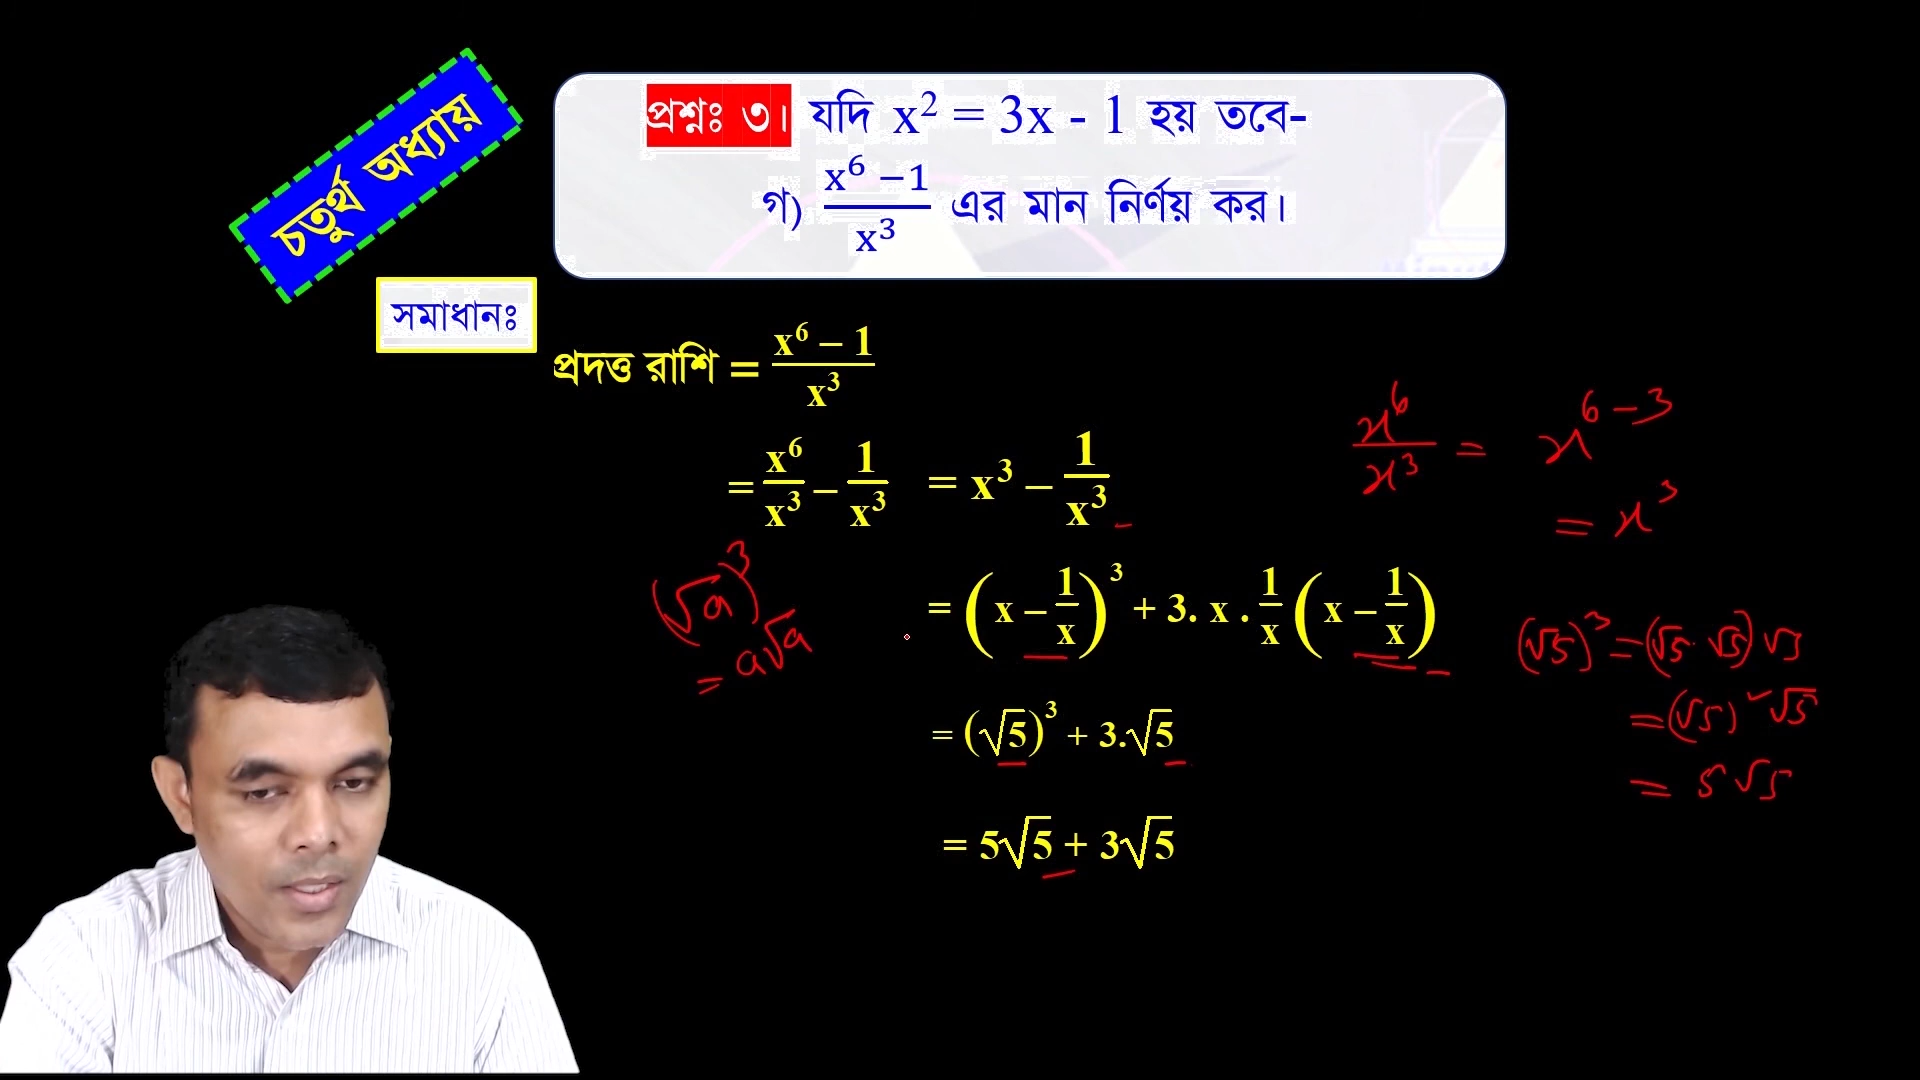 চতুর্থ অধ্যায়
প্রশ্নঃ ৩। যদি x² = 3x - 1 হয় তবে-
গ) (x⁶ −1)/x³ এর মান নির্ণয় কর।
সমাধানঃ
প্রদত্ত রাশি = (x⁶ – 1)/x³
= x⁶/x³ – 1/x³ = x³ – 1/x³
= (x – 1/x)³ + 3. x . 1/x (x – 1/x)
= (√5)³ + 3.√5
= 5√5 + 3√5
x⁶/x³ = x⁶⁻³
= x³
(√a)³
= a√a
(√5)³ = (√5 · √5) √5
= (√5)² √5
= 5√5